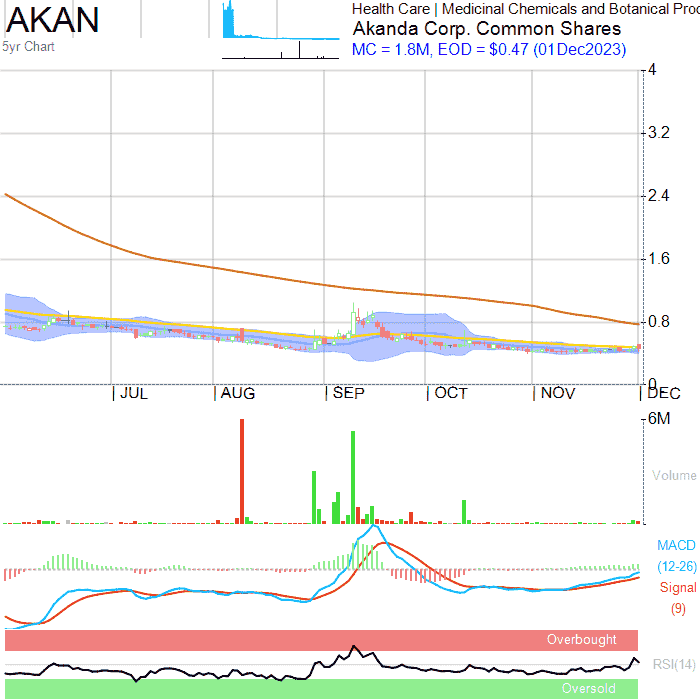 AKAN
5yr Chart
Health Care | Medicinal Chemicals and Botanical Proc
Akanda Corp. Common Shares
MC = 1.8M, EOD = $0.47 (01Dec2023)
4
3.2
2.4
1.6
0.8
0
JUL
AUG
SEP
OCT
NOV
DEC
6M
Volume
MACD
(12-26)
Signal
(9)
Overbought
RSI(14)
Oversold